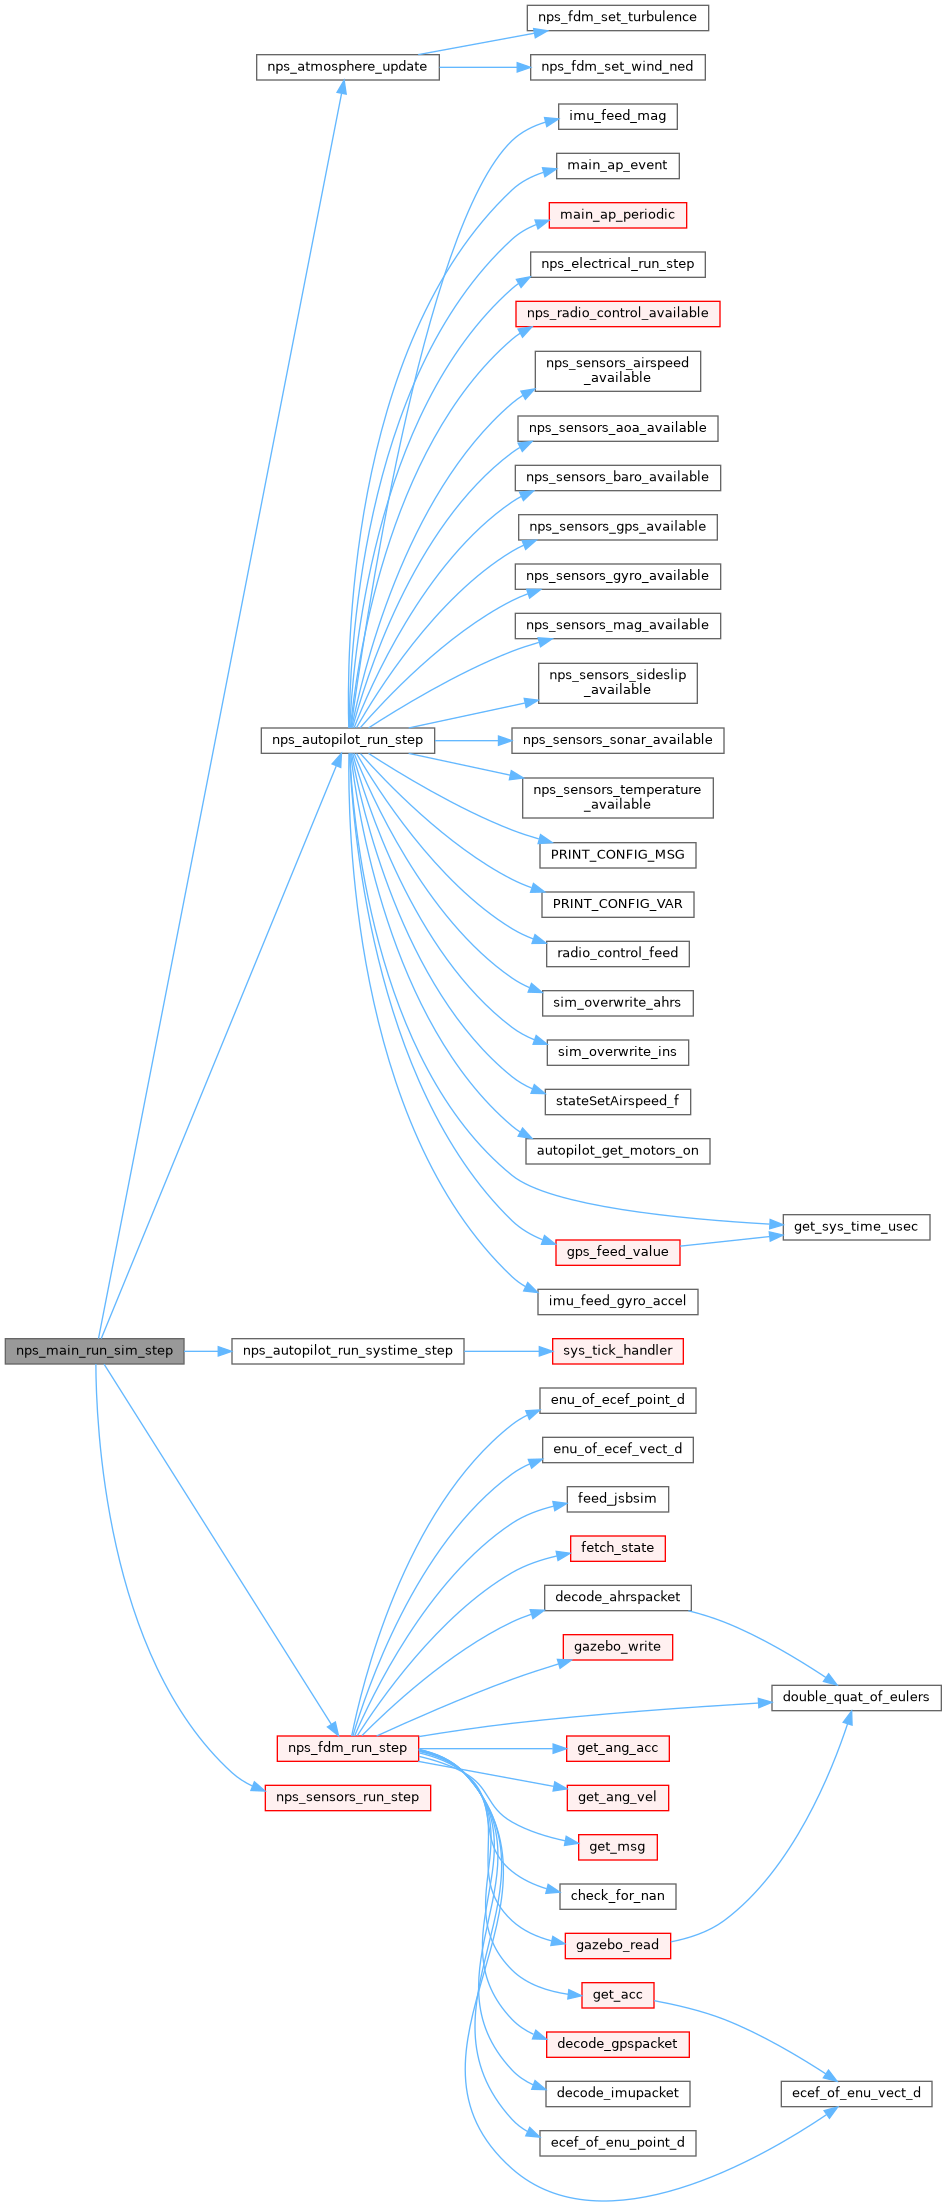 nps_fdm_set_turbulence
nps_atmosphere_update
nps_fdm_set_wind_ned
imu_feed_mag
main_ap_event
main_ap_periodic
nps_electrical_run_step
nps_radio_control_available
nps_sensors_airspeed
_available
nps_sensors_aoa_available
nps_sensors_baro_available
nps_sensors_gps_available
nps_sensors_gyro_available
nps_sensors_mag_available
nps_sensors_sideslip
_available
nps_autopilot_run_step
nps_sensors_sonar_available
nps_sensors_temperature
_available
PRINT_CONFIG_MSG
PRINT_CONFIG_VAR
radio_control_feed
sim_overwrite_ahrs
sim_overwrite_ins
stateSetAirspeed_f
autopilot_get_motors_on
get_sys_time_usec
gps_feed_value
imu_feed_gyro_accel
nps_main_run_sim_step
nps_autopilot_run_systime_step
sys_tick_handler
enu_of_ecef_point_d
enu_of_ecef_vect_d
feed_jsbsim
fetch_state
decode_ahrspacket
gazebo_write
double_quat_of_eulers
nps_fdm_run_step
get_ang_acc
nps_sensors_run_step
get_ang_vel
get_msg
check_for_nan
gazebo_read
get_acc
decode_gpspacket
decode_imupacket
ecef_of_enu_vect_d
ecef_of_enu_point_d